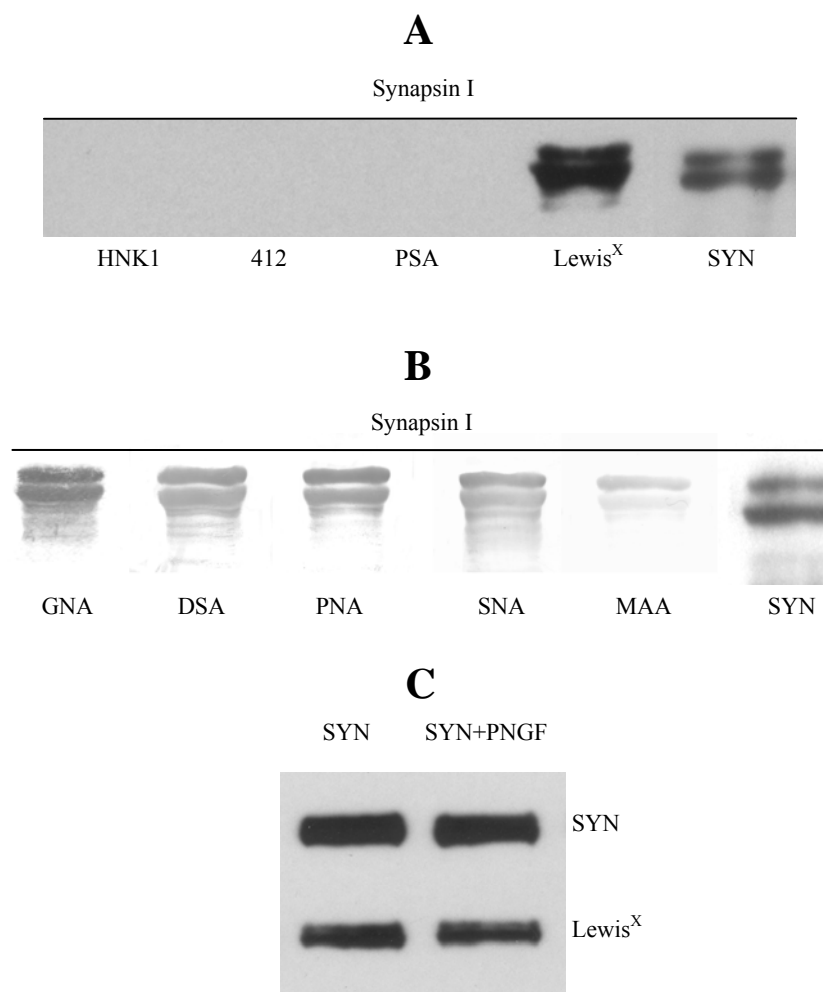 A
Synapsin I
HNK1 412 PSA Lewis^X SYN
B
Synapsin I
GNA DSA PNA SNA MAA SYN
C
SYN SYN+PNGF
SYN
Lewis^X